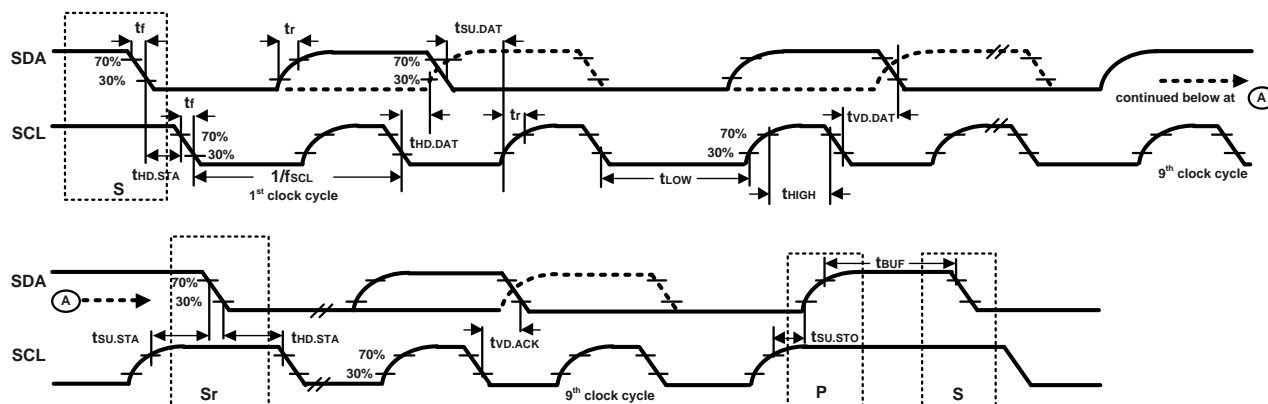 tf
tr
tSU.DAT
SDA
70%
30%
70%
30%
continued below at A
tf
tr
tHD.DAT
tVD.DAT
SCL
70%
30%
70%
30%
tHD.STA
1/fSCL
1st clock cycle
tLOW
tHIGH
9th clock cycle
S
SDA
70%
30%
A
tBUF
tSU.STA
tHD.STA
tVD.ACK
tSU.STO
SCL
70%
30%
9th clock cycle
Sr
P
S